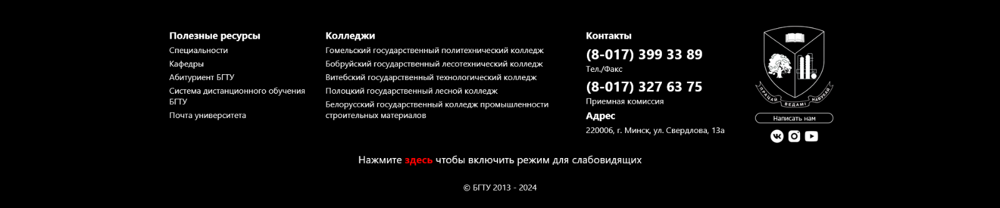 Полезные ресурсы
Специальности
Кафедры
Абитуриент БГТУ
Система дистанционного обучения
БГТУ
Почта университета
Колледжи
Гомельский государственный политехнический колледж
Бобруйский государственный лесотехнический колледж
Витебский государственный технологический колледж
Полоцкий государственный лесной колледж
Белорусский государственный колледж промышленности
строительных материалов
Контакты
(8-017) 399 33 89
Тел./Факс
(8-017) 327 63 75
Приемная комиссия
Адрес
220006, г. Минск, ул. Свердлова, 13а
ПРАЦАЙ ВЕДАМІ НАВУКАЙ
Написать нам
Нажмите здесь чтобы включить режим для слабовидящих
© БГТУ 2013 - 2024